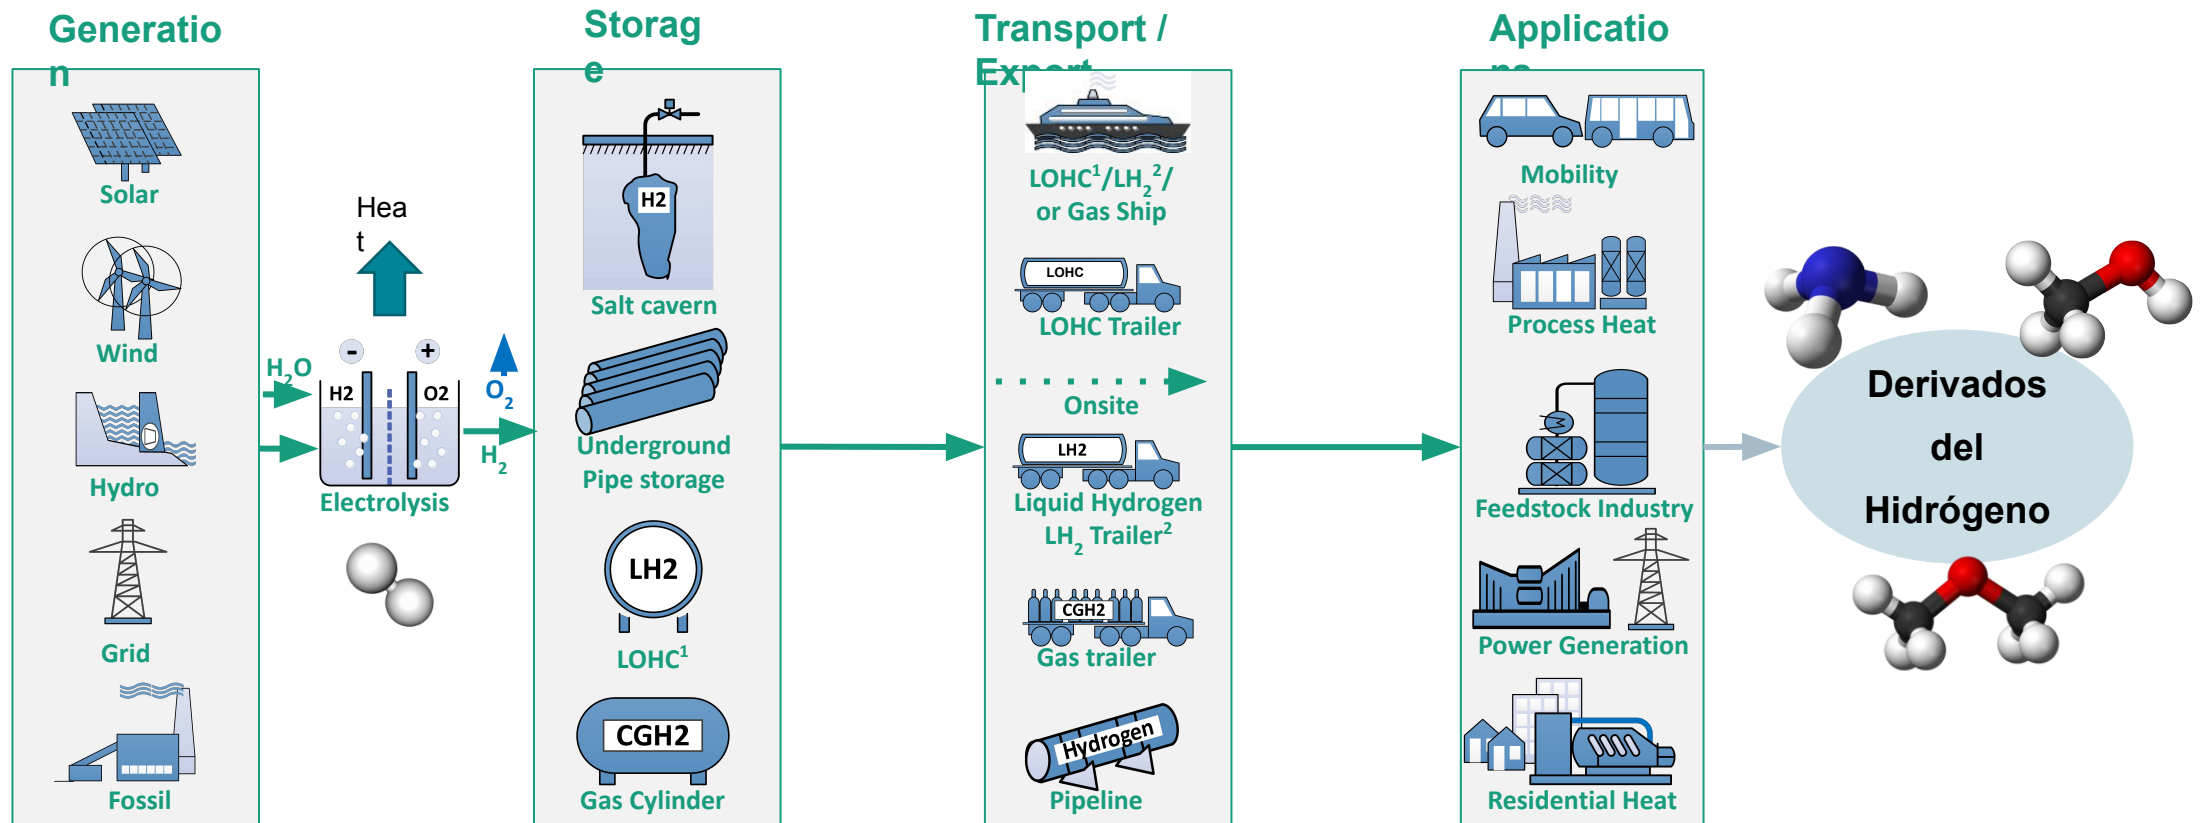 Generatio
n
Solar
Wind
Hydro
Grid
Fossil
H2O
Hea
t
-
+
H2
O2
Electrolysis
O2
H2
Storag
e
H2
Salt cavern
Underground
Pipe storage
LH2
LOHC1
CGH2
Gas Cylinder
Transport /
Export
LOHC1/LH22/
or Gas Ship
LOHC
LOHC Trailer
Onsite
LH2
Liquid Hydrogen
LH2 Trailer2
CGH2
Gas trailer
Hydrogen
Pipeline
Applicatio
ns
Mobility
Process Heat
Feedstock Industry
Power Generation
Residential Heat
Derivados
del
Hidrógeno